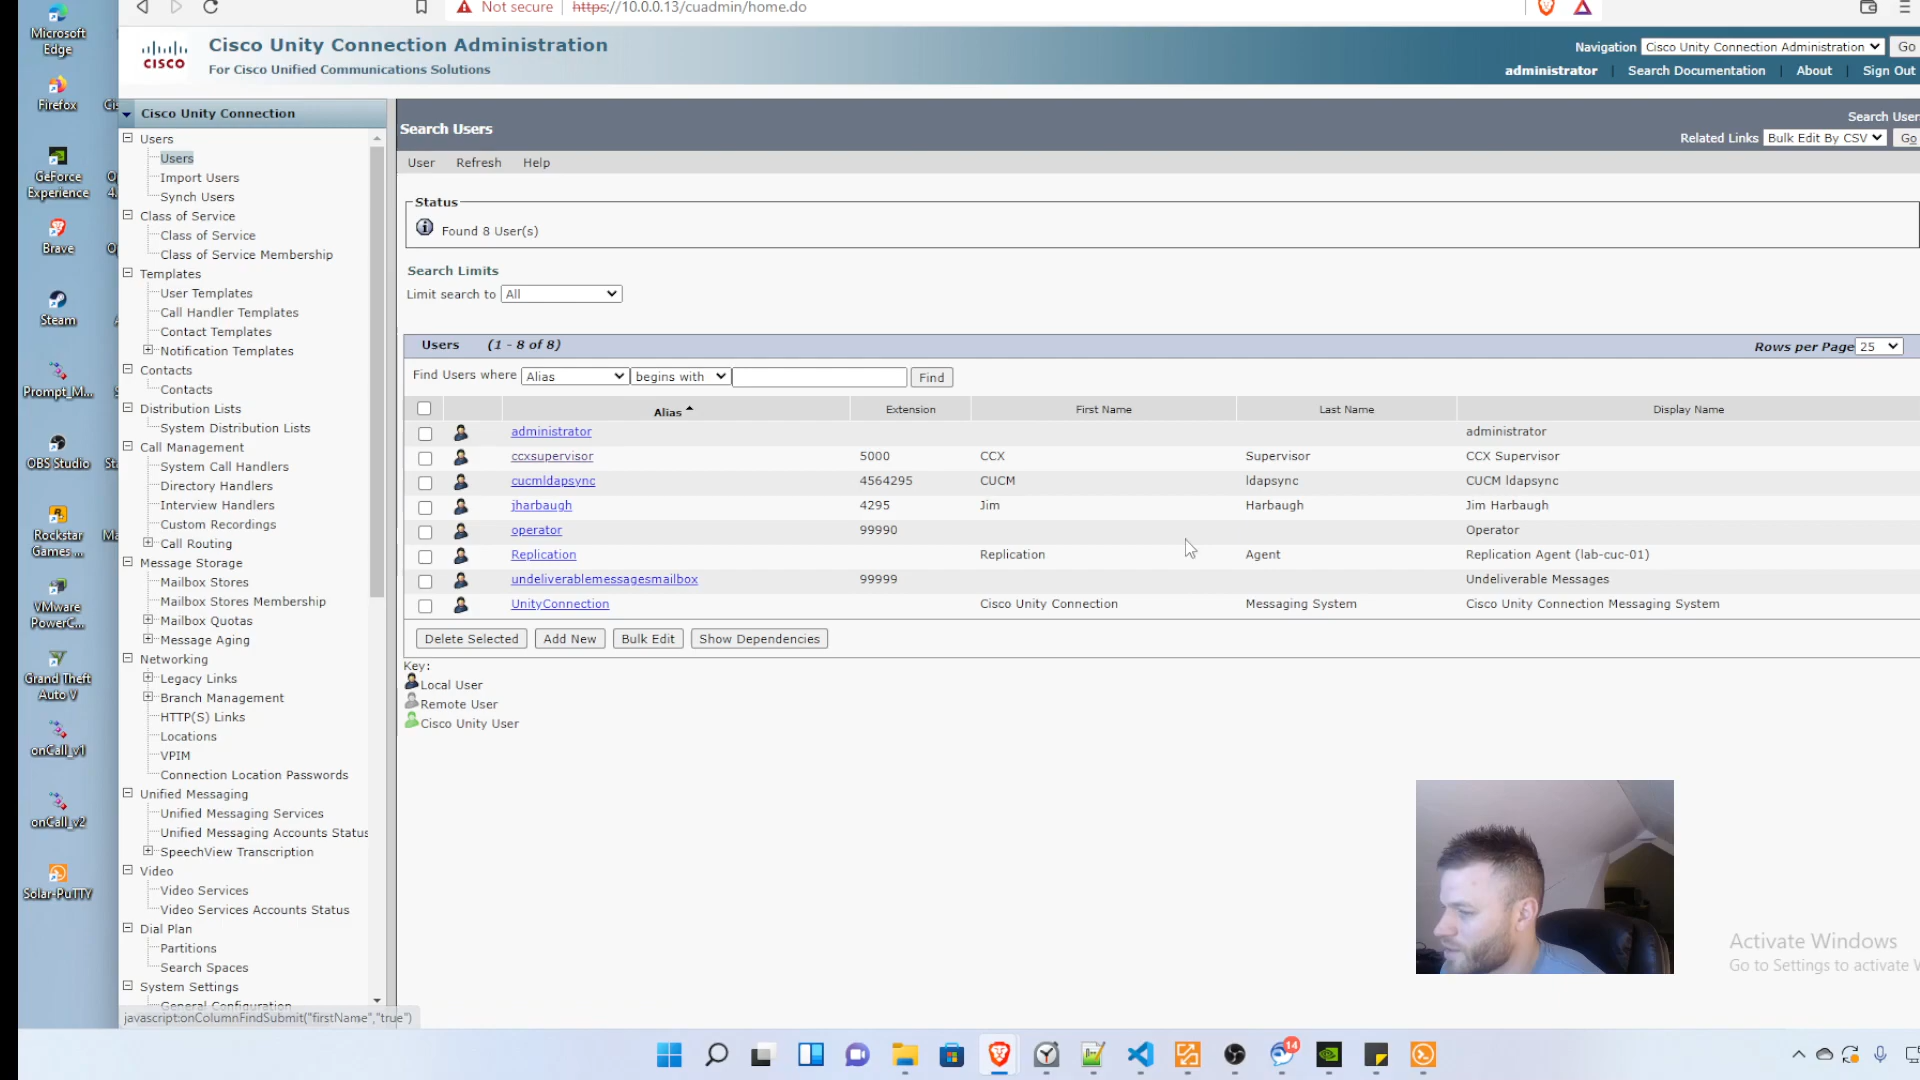 Not secure https://10.0.0.13/cuadmin/home.do
Cisco Unity Connection Administration
For Cisco Unified Communications Solutions
CISCO
Navigation Cisco Unity Connection Administration Go
administrator | Search Documentation | About | Sign Out
Microsoft Edge
Firefox
GeForce Experience
Brave
Steam
Prompt_M...
OBS Studio
Rockstar Games ...
VMware PowerC...
Grand Theft Auto V
onCall_v1
onCall_v2
Solar-PuTTY
Cisco Unity Connection
Users
Users
Import Users
Synch Users
Class of Service
Class of Service
Class of Service Membership
Templates
User Templates
Call Handler Templates
Contact Templates
Notification Templates
Contacts
Contacts
Distribution Lists
System Distribution Lists
Call Management
System Call Handlers
Directory Handlers
Interview Handlers
Custom Recordings
Call Routing
Message Storage
Mailbox Stores
Mailbox Stores Membership
Mailbox Quotas
Message Aging
Networking
Legacy Links
Branch Management
HTTP(S) Links
Locations
VPIM
Connection Location Passwords
Unified Messaging
Unified Messaging Services
Unified Messaging Accounts Status
SpeechView Transcription
Video
Video Services
Video Services Accounts Status
Dial Plan
Partitions
Search Spaces
System Settings
General Configuration
javascript:onColumnFindSubmit("firstName","true")
Search Users
Search User
Related Links Bulk Edit By CSV Go
User Refresh Help
Status
Found 8 User(s)
Search Limits
Limit search to All
Users (1 - 8 of 8)
Rows per Page 25
Find Users where Alias begins with Find
Alias Extension First Name Last Name Display Name
administrator administrator
ccxsupervisor 5000 CCX Supervisor CCX Supervisor
cucmldapsync 4564295 CUCM ldapsync CUCM ldapsync
jharbaugh 4295 Jim Harbaugh Jim Harbaugh
operator 99990 Operator
Replication Replication Agent Replication Agent (lab-cuc-01)
undeliverablemessagesmailbox 99999 Undeliverable Messages
UnityConnection Cisco Unity Connection Messaging System Cisco Unity Connection Messaging System
Delete Selected Add New Bulk Edit Show Dependencies
Key:
Local User
Remote User
Cisco Unity User
Activate Windows
Go to Settings to activate W
14